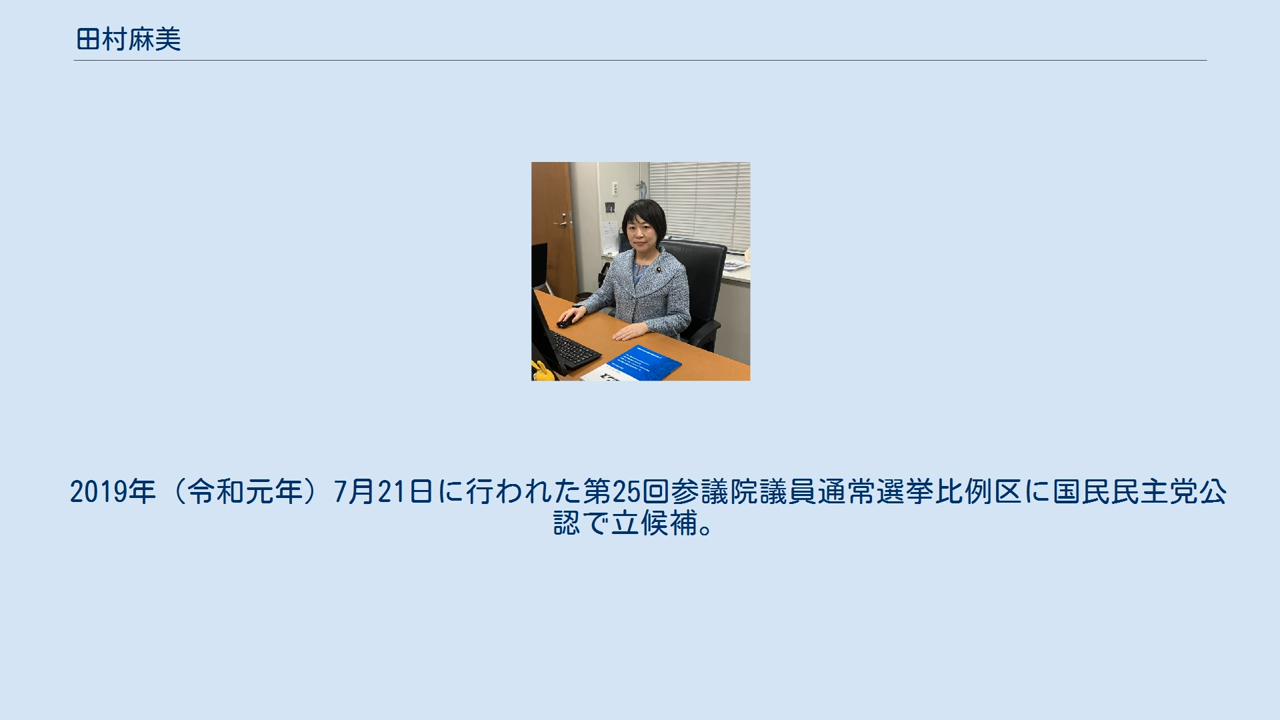 田村麻美
2019年（令和元年）7月21日に行われた第25回参議院議員通常選挙比例区に国民民主党公
認で立候補。